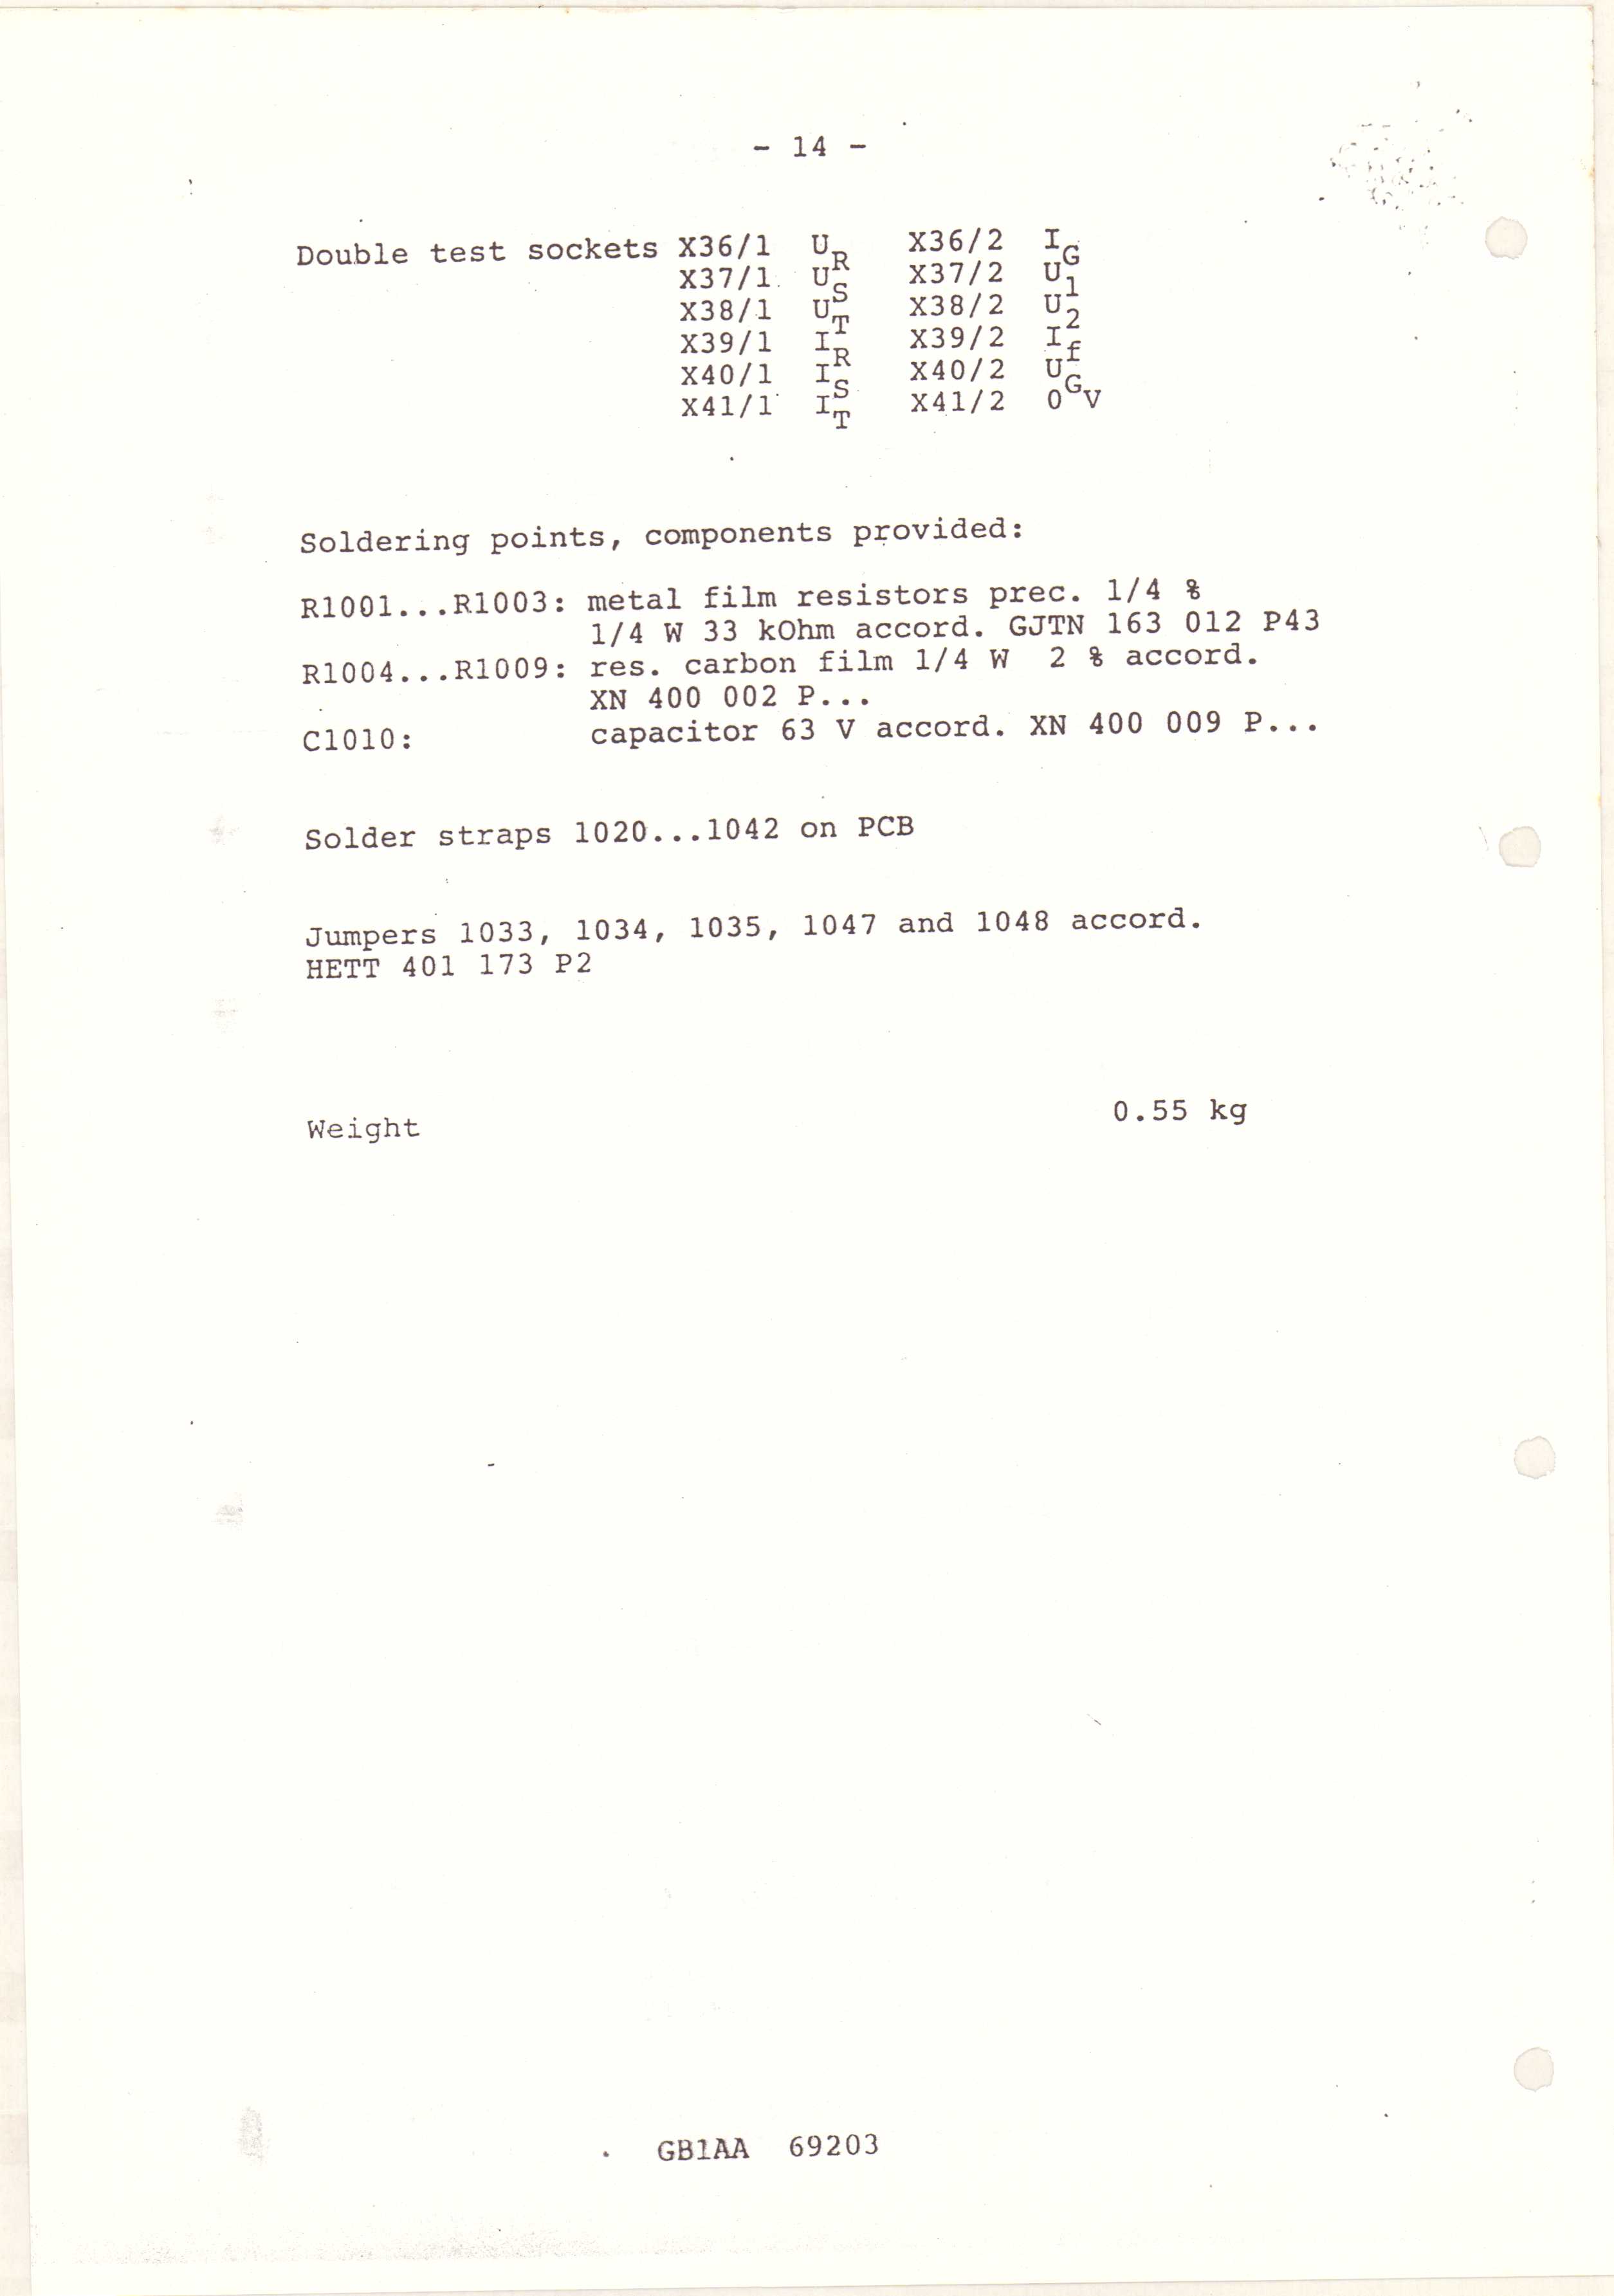 - 14 -
Double test sockets X36/1 U_R X36/2 I_G
X37/1 U_S X37/2 U_1
X38/1 U_T X38/2 U_2
X39/1 I_R X39/2 I_f
X40/1 I_S X40/2 U_G
X41/1 I_T X41/2 0 V
Soldering points, components provided:
R1001...R1003: metal film resistors prec. 1/4 %
1/4 W 33 kOhm accord. GJTN 163 012 P43
R1004...R1009: res. carbon film 1/4 W 2 % accord.
XN 400 002 P...
C1010: capacitor 63 V accord. XN 400 009 P...
Solder straps 1020...1042 on PCB
Jumpers 1033, 1034, 1035, 1047 and 1048 accord.
HETT 401 173 P2
Weight 0.55 kg
GB1AA 69203